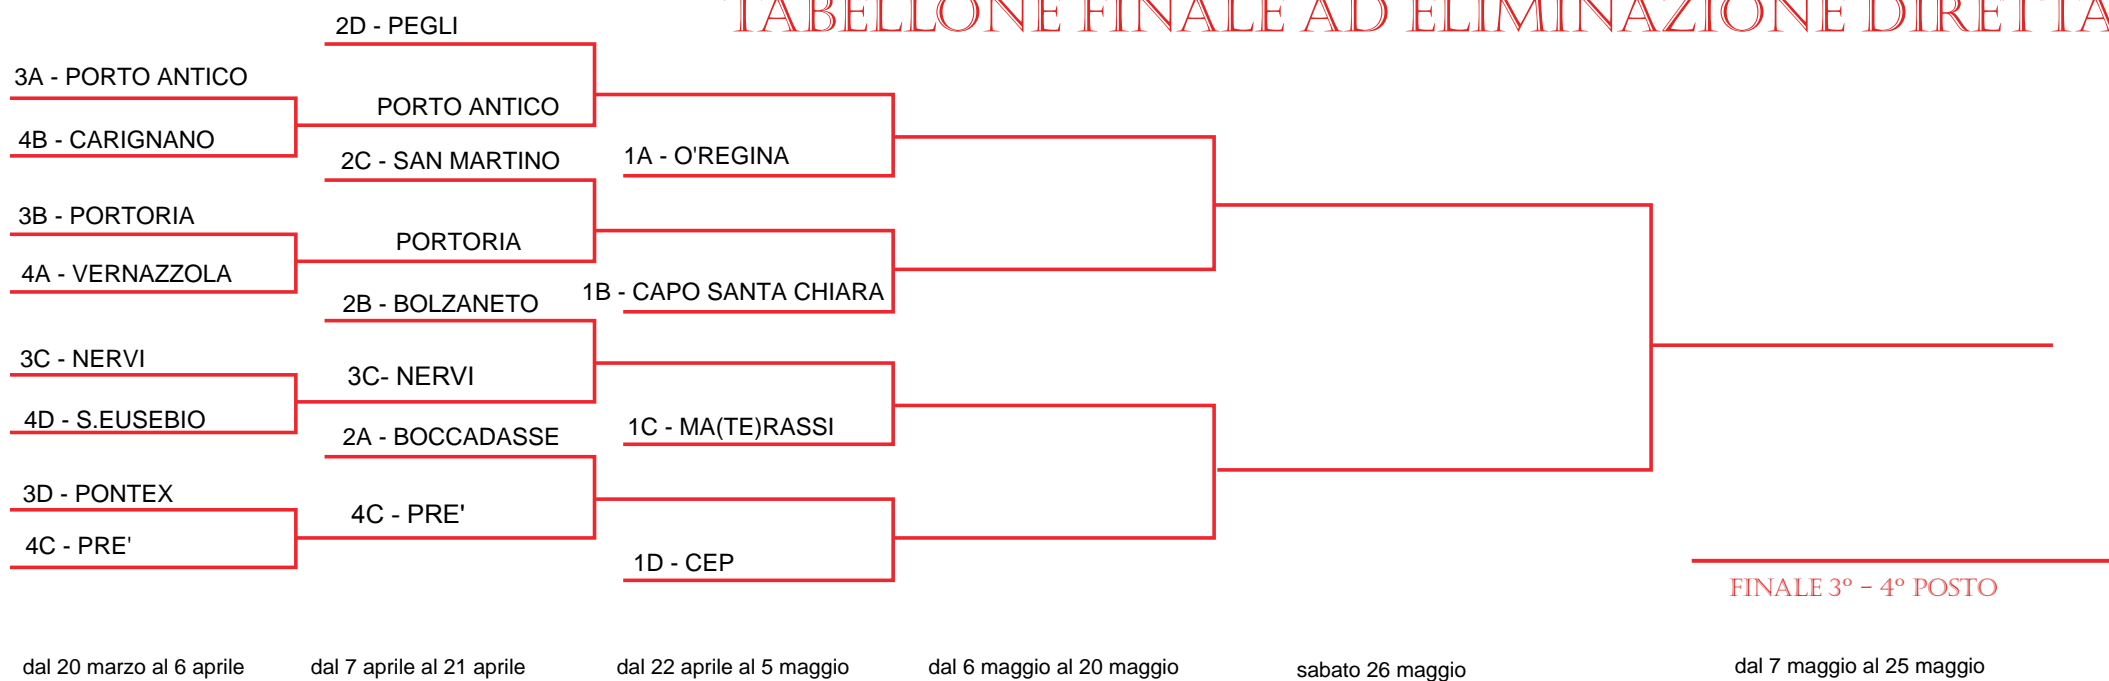 TABELLONE FINALE AD ELIMINAZIONE DIRETTA
2D - PEGLI
3A - PORTO ANTICO
PORTO ANTICO
4B - CARIGNANO
2C - SAN MARTINO
1A - O'REGINA
3B - PORTORIA
PORTORIA
4A - VERNAZZOLA
2B - BOLZANETO
1B - CAPO SANTA CHIARA
3C - NERVI
3C- NERVI
4D - S.EUSEBIO
2A - BOCCADASSE
1C - MA(TE)RASSI
3D - PONTEX
4C - PRE'
4C - PRE'
1D - CEP
FINALE 3° - 4° POSTO
dal 20 marzo al 6 aprile
dal 7 aprile al 21 aprile
dal 22 aprile al 5 maggio
dal 6 maggio al 20 maggio
sabato 26 maggio
dal 7 maggio al 25 maggio